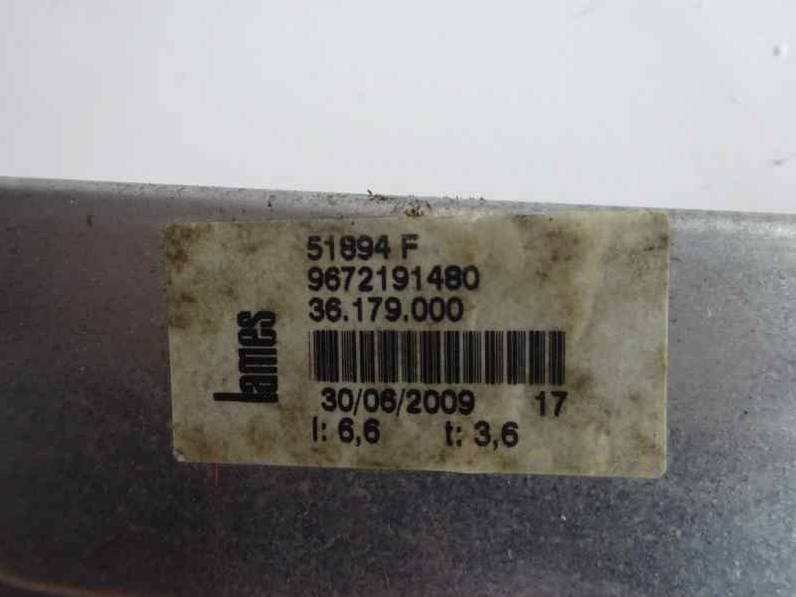 51894 F
9672191480
36.179.000
lames
30/06/2009 17
I: 6,6 t: 3,6